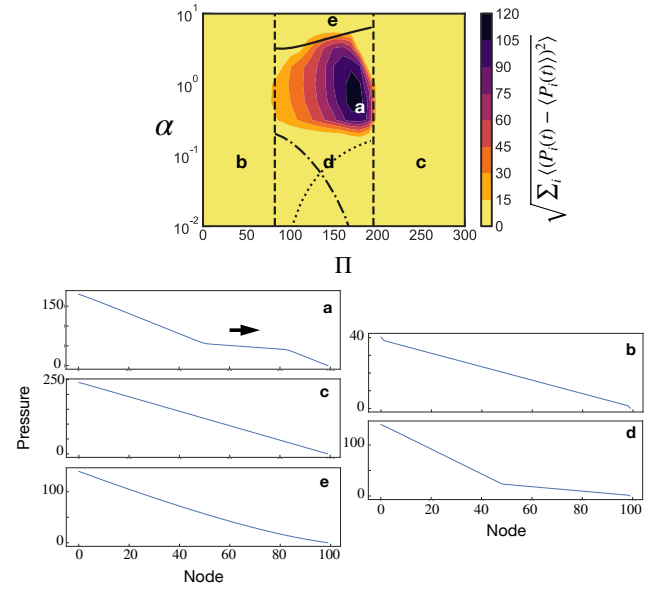 α
10^0
10^-1
10^-2
e
a
b
d
c
0 50 100 150 200 250 300
Π
120
105
90
75
60
45
30
15
0
√Σ_i ⟨(P_i(t) − ⟨P_i(t)⟩)^2⟩
Pressure
150
0
a
250
0
c
100
0
e
0 20 40 60 80 100
Node
40
0
b
100
0
d
0 20 40 60 80 100
Node